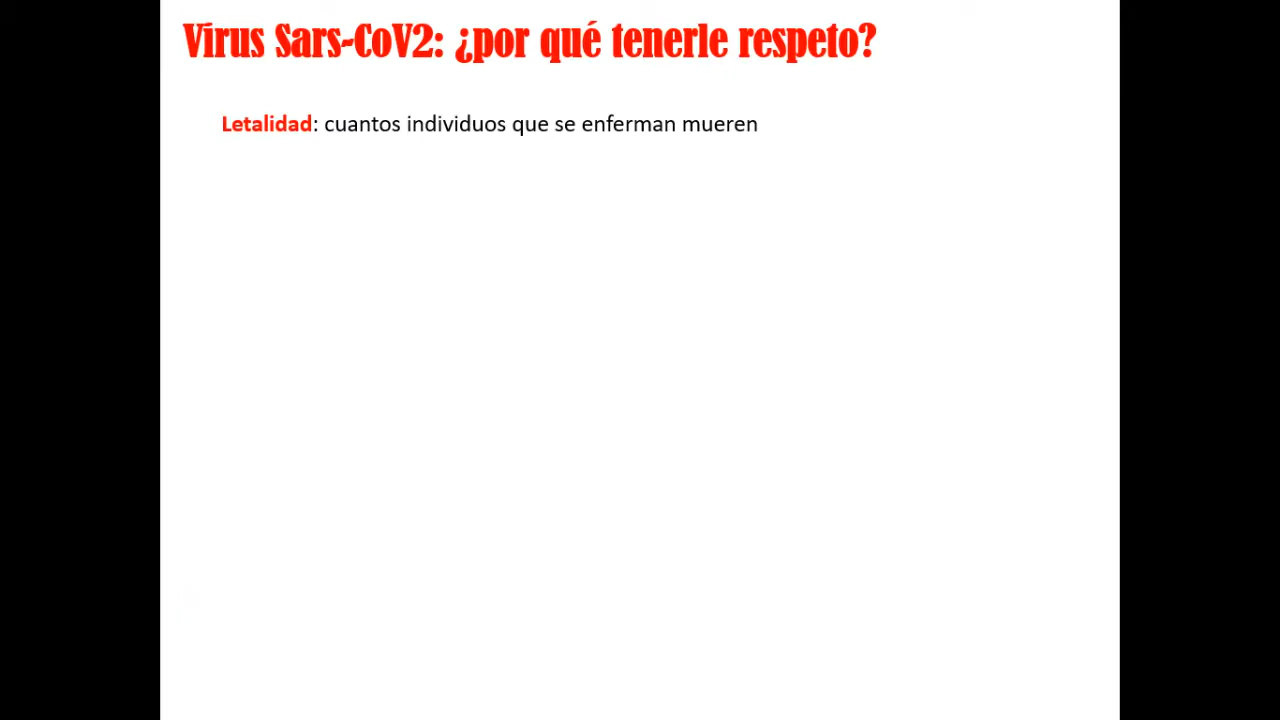 Virus Sars-CoV2: ¿por qué tenerle respeto?
Letalidad: cuantos individuos que se enferman mueren